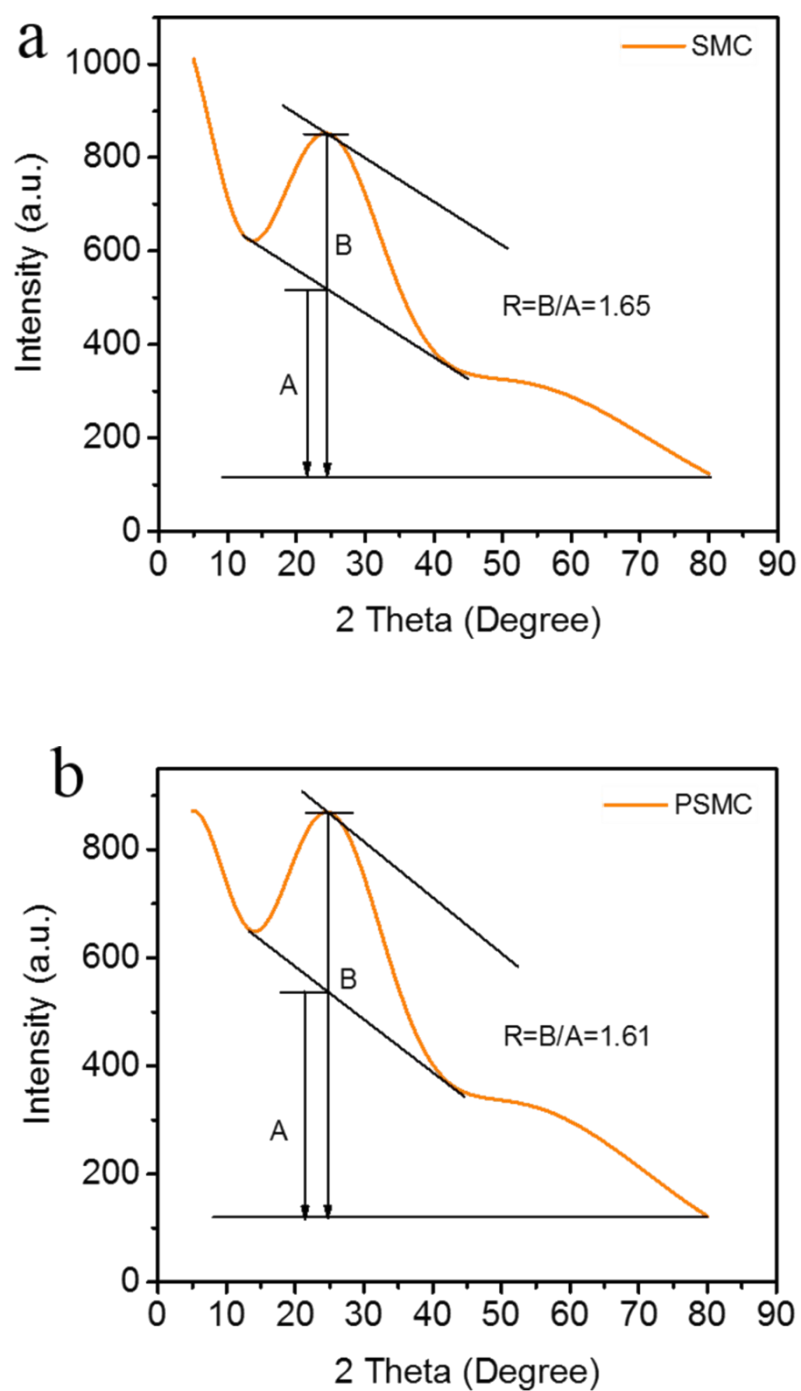 a
SMC
1000
800
600
400
200
0
Intensity (a.u.)
B
A
R=B/A=1.65
0 10 20 30 40 50 60 70 80 90
2 Theta (Degree)
b
PSMC
800
600
400
200
0
Intensity (a.u.)
B
A
R=B/A=1.61
0 10 20 30 40 50 60 70 80 90
2 Theta (Degree)